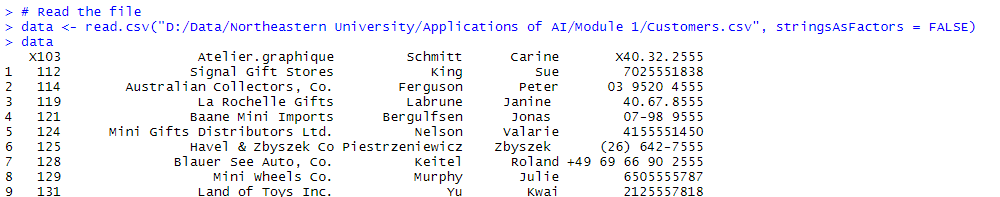 > # Read the file
> data <- read.csv("D:/Data/Northeastern University/Applications of AI/Module 1/Customers.csv", stringsAsFactors = FALSE)
> data
X103 Atelier.graphique Schmitt Carine X40.32.2555
1 112 Signal Gift Stores King Sue 7025551838
2 114 Australian Collectors, Co. Ferguson Peter 03 9520 4555
3 119 La Rochelle Gifts Labrune Janine 40.67.8555
4 121 Baane Mini Imports Bergulfsen Jonas 07-98 9555
5 124 Mini Gifts Distributors Ltd. Nelson Valarie 4155551450
6 125 Havel & Zbyszek Co Piestrzeniewicz Zbyszek (26) 642-7555
7 128 Blauer See Auto, Co. Keitel Roland +49 69 66 90 2555
8 129 Mini Wheels Co. Murphy Julie 6505555787
9 131 Land of Toys Inc. Yu Kwai 2125557818